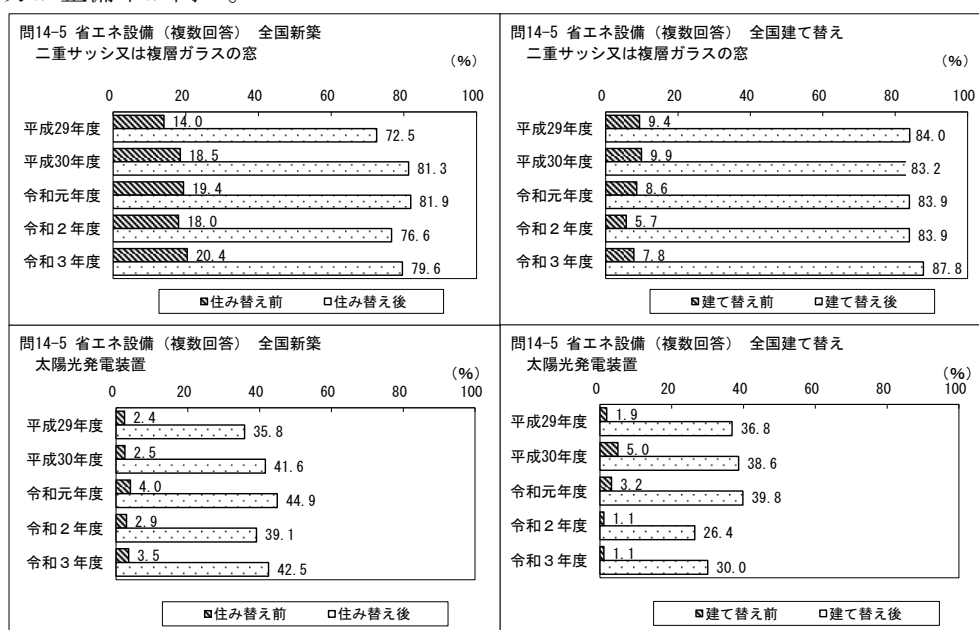 問14-5 省エネ設備（複数回答） 全国新築
二重サッシ又は複層ガラスの窓
(%)
0 20 40 60 80 100
平成29年度 14.0 72.5
平成30年度 18.5 81.3
令和元年度 19.4 81.9
令和２年度 18.0 76.6
令和３年度 20.4 79.6
住み替え前 住み替え後
問14-5 省エネ設備（複数回答） 全国建て替え
二重サッシ又は複層ガラスの窓
(%)
0 20 40 60 80 100
平成29年度 9.4 84.0
平成30年度 9.9 83.2
令和元年度 8.6 83.9
令和２年度 5.7 83.9
令和３年度 7.8 87.8
建て替え前 建て替え後
問14-5 省エネ設備（複数回答） 全国新築
太陽光発電装置
(%)
0 20 40 60 80 100
平成29年度 2.4 35.8
平成30年度 2.5 41.6
令和元年度 4.0 44.9
令和２年度 2.9 39.1
令和３年度 3.5 42.5
住み替え前 住み替え後
問14-5 省エネ設備（複数回答） 全国建て替え
太陽光発電装置
(%)
0 20 40 60 80 100
平成29年度 1.9 36.8
平成30年度 5.0 38.6
令和元年度 3.2 39.8
令和２年度 1.1 26.4
令和３年度 1.1 30.0
建て替え前 建て替え後